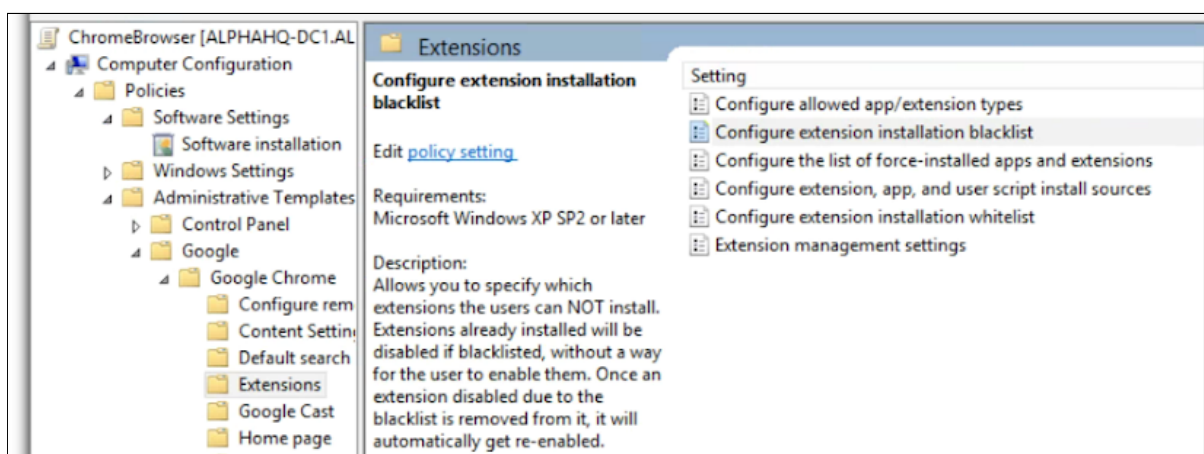 ChromeBrowser [ALPHAHQ-DC1.AL
Computer Configuration
Policies
Software Settings
Software installation
Windows Settings
Administrative Templates
Control Panel
Google
Google Chrome
Configure rem
Content Setting
Default search
Extensions
Google Cast
Home page
Extensions
Configure extension installation
blacklist
Edit policy setting
Requirements:
Microsoft Windows XP SP2 or later
Description:
Allows you to specify which
extensions the users can NOT install.
Extensions already installed will be
disabled if blacklisted, without a way
for the user to enable them. Once an
extension disabled due to the
blacklist is removed from it, it will
automatically get re-enabled.
Setting
Configure allowed app/extension types
Configure extension installation blacklist
Configure the list of force-installed apps and extensions
Configure extension, app, and user script install sources
Configure extension installation whitelist
Extension management settings